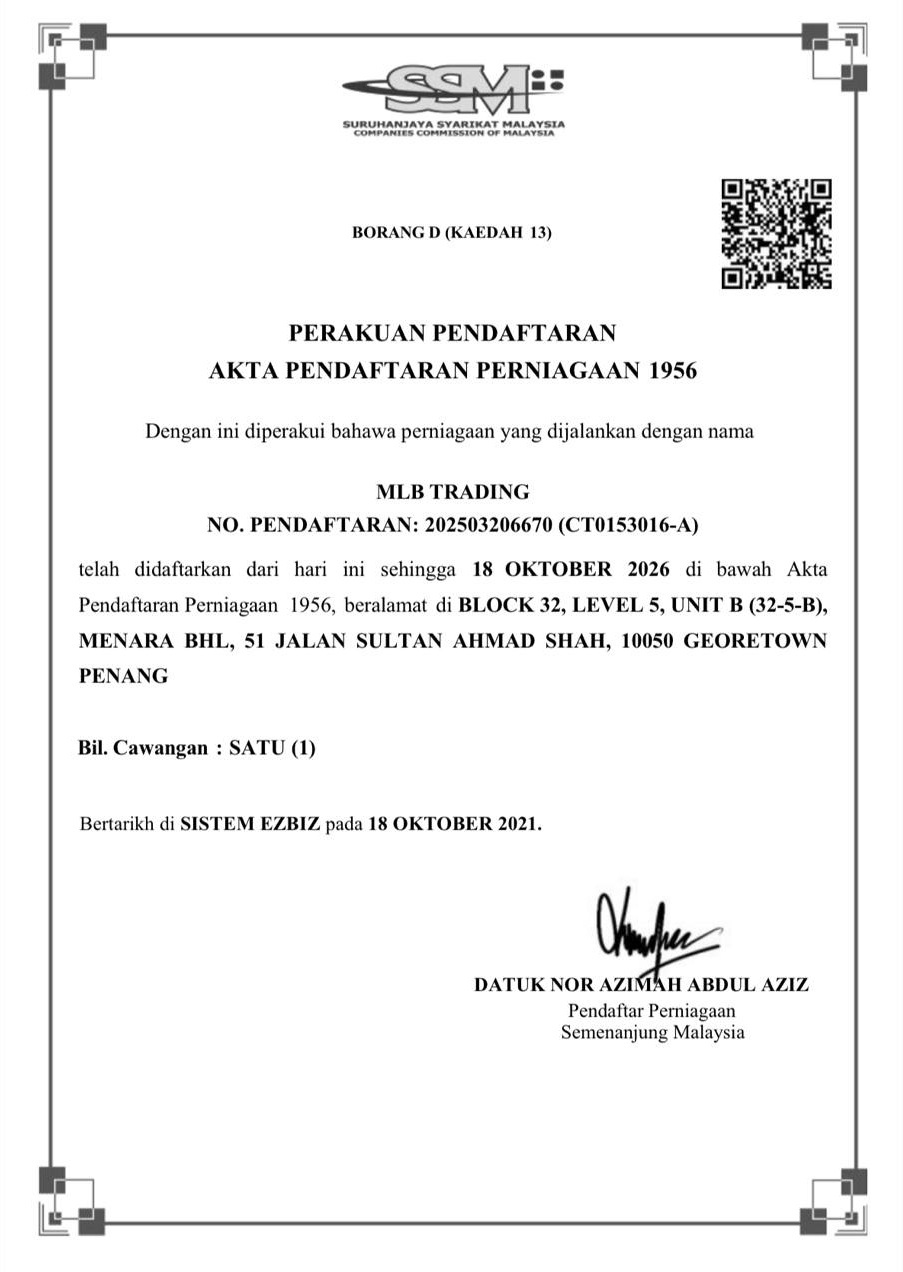 SSM
SURUHANJAYA SYARIKAT MALAYSIA
COMPANIES COMMISSION OF MALAYSIA
BORANG D (KAEDAH 13)
PERAKUAN PENDAFTARAN
AKTA PENDAFTARAN PERNIAGAAN 1956
Dengan ini diperakui bahawa perniagaan yang dijalankan dengan nama
MLB TRADING
NO. PENDAFTARAN: 202503206670 (CT0153016-A)
telah didaftarkan dari hari ini sehingga 18 OKTOBER 2026 di bawah Akta
Pendaftaran Perniagaan 1956, beralamat di BLOCK 32, LEVEL 5, UNIT B (32-5-B),
MENARA BHL, 51 JALAN SULTAN AHMAD SHAH, 10050 GEORETOWN
PENANG
Bil. Cawangan : SATU (1)
Bertarikh di SISTEM EZBIZ pada 18 OKTOBER 2021.
DATUK NOR AZIMAH ABDUL AZIZ
Pendaftar Perniagaan
Semenanjung Malaysia